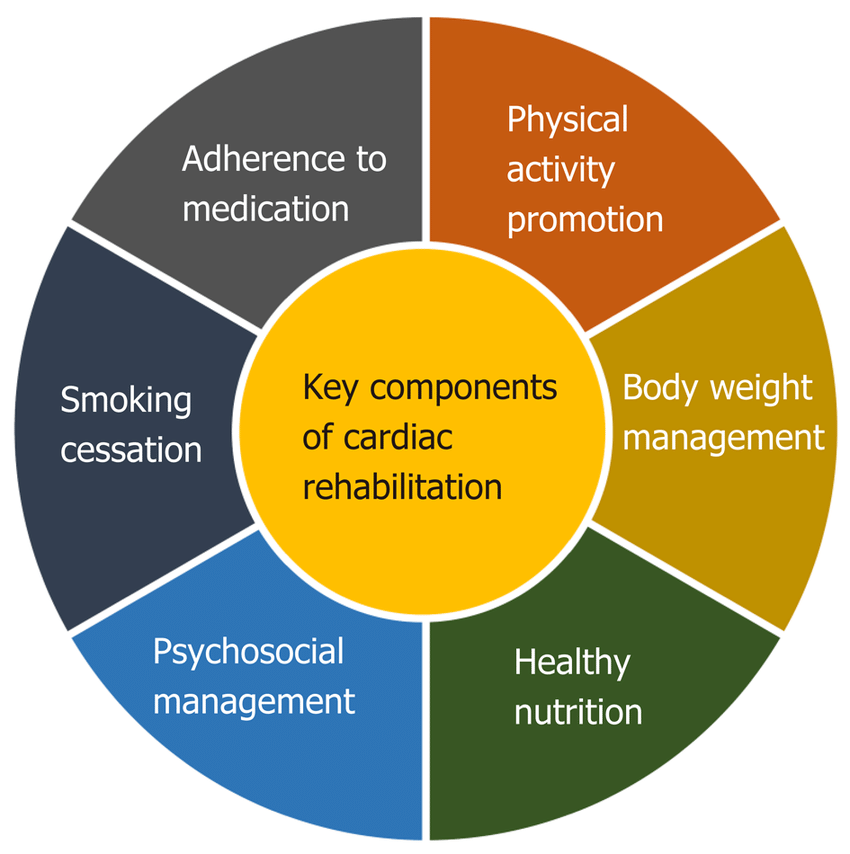 Adherence to
medication
Physical
activity
promotion
Body weight
management
Healthy
nutrition
Psychosocial
management
Smoking
cessation
Key components
of cardiac
rehabilitation